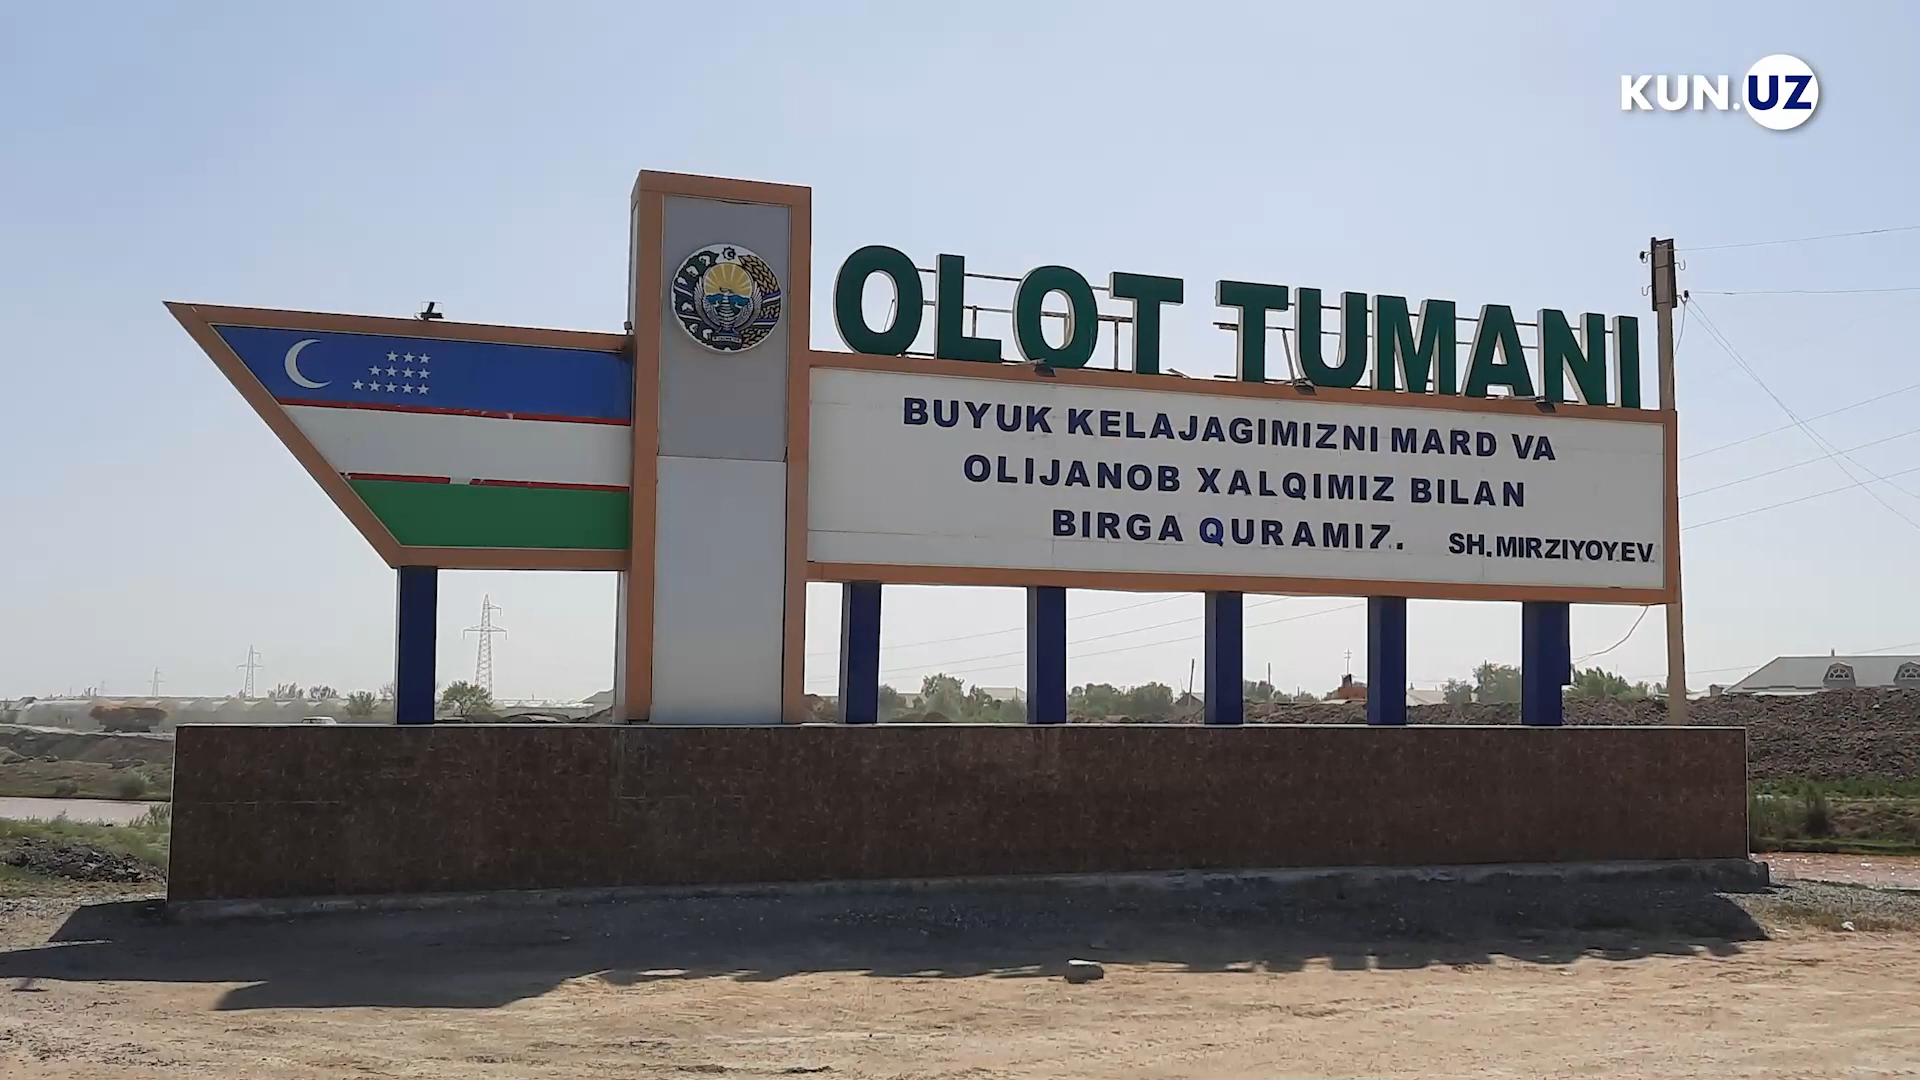 KUN.UZ
OLOT TUMANI
BUYUK KELAJAGIMIZNI MARD VA
OLIJANOB XALQIMIZ BILAN
BIRGA QURAMIZ.
SH.MIRZIYOYEV